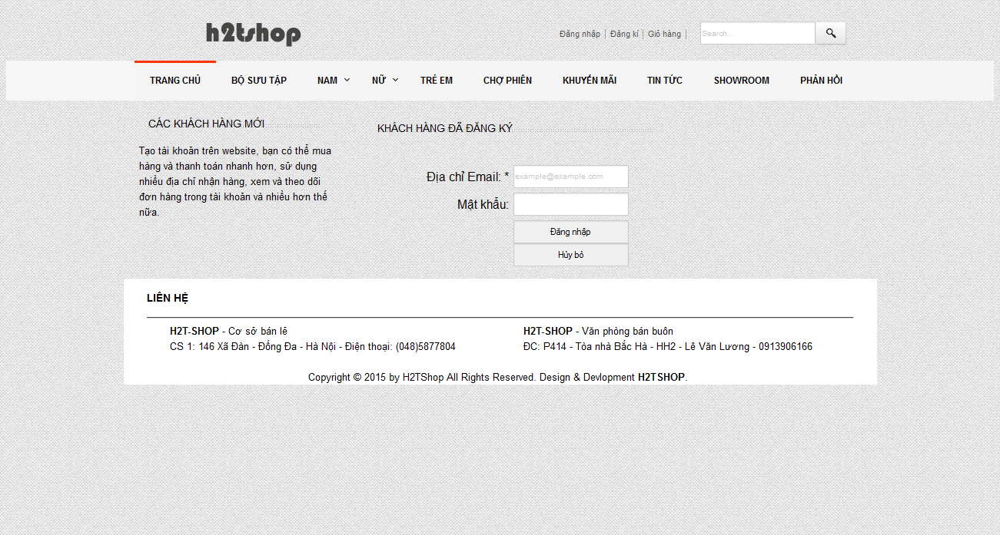 h2tshop
Đăng nhập Đăng kí Giỏ hàng Search...
TRANG CHỦ BỘ SƯU TẬP NAM NỮ TRẺ EM CHỢ PHIÊN KHUYẾN MÃI TIN TỨC SHOWROOM PHẢN HỒI
CÁC KHÁCH HÀNG MỚI
Tạo tài khoản trên website, bạn có thể mua
hàng và thanh toán nhanh hơn, sử dụng
nhiều địa chỉ nhận hàng, xem và theo dõi
đơn hàng trong tài khoản và nhiều hơn thế
nữa.
KHÁCH HÀNG ĐÃ ĐĂNG KÝ
Địa chỉ Email: * example@example.com
Mật khẩu:
Đăng nhập
Hủy bỏ
LIÊN HỆ
H2T-SHOP - Cơ sở bán lẻ
CS 1: 146 Xã Đàn - Đống Đa - Hà Nội - Điện thoại: (048)5877804
H2T-SHOP - Văn phòng bán buôn
ĐC: P414 - Tòa nhà Bắc Hà - HH2 - Lê Văn Lương - 0913906166
Copyright © 2015 by H2TShop All Rights Reserved. Design & Devlopment H2TSHOP.